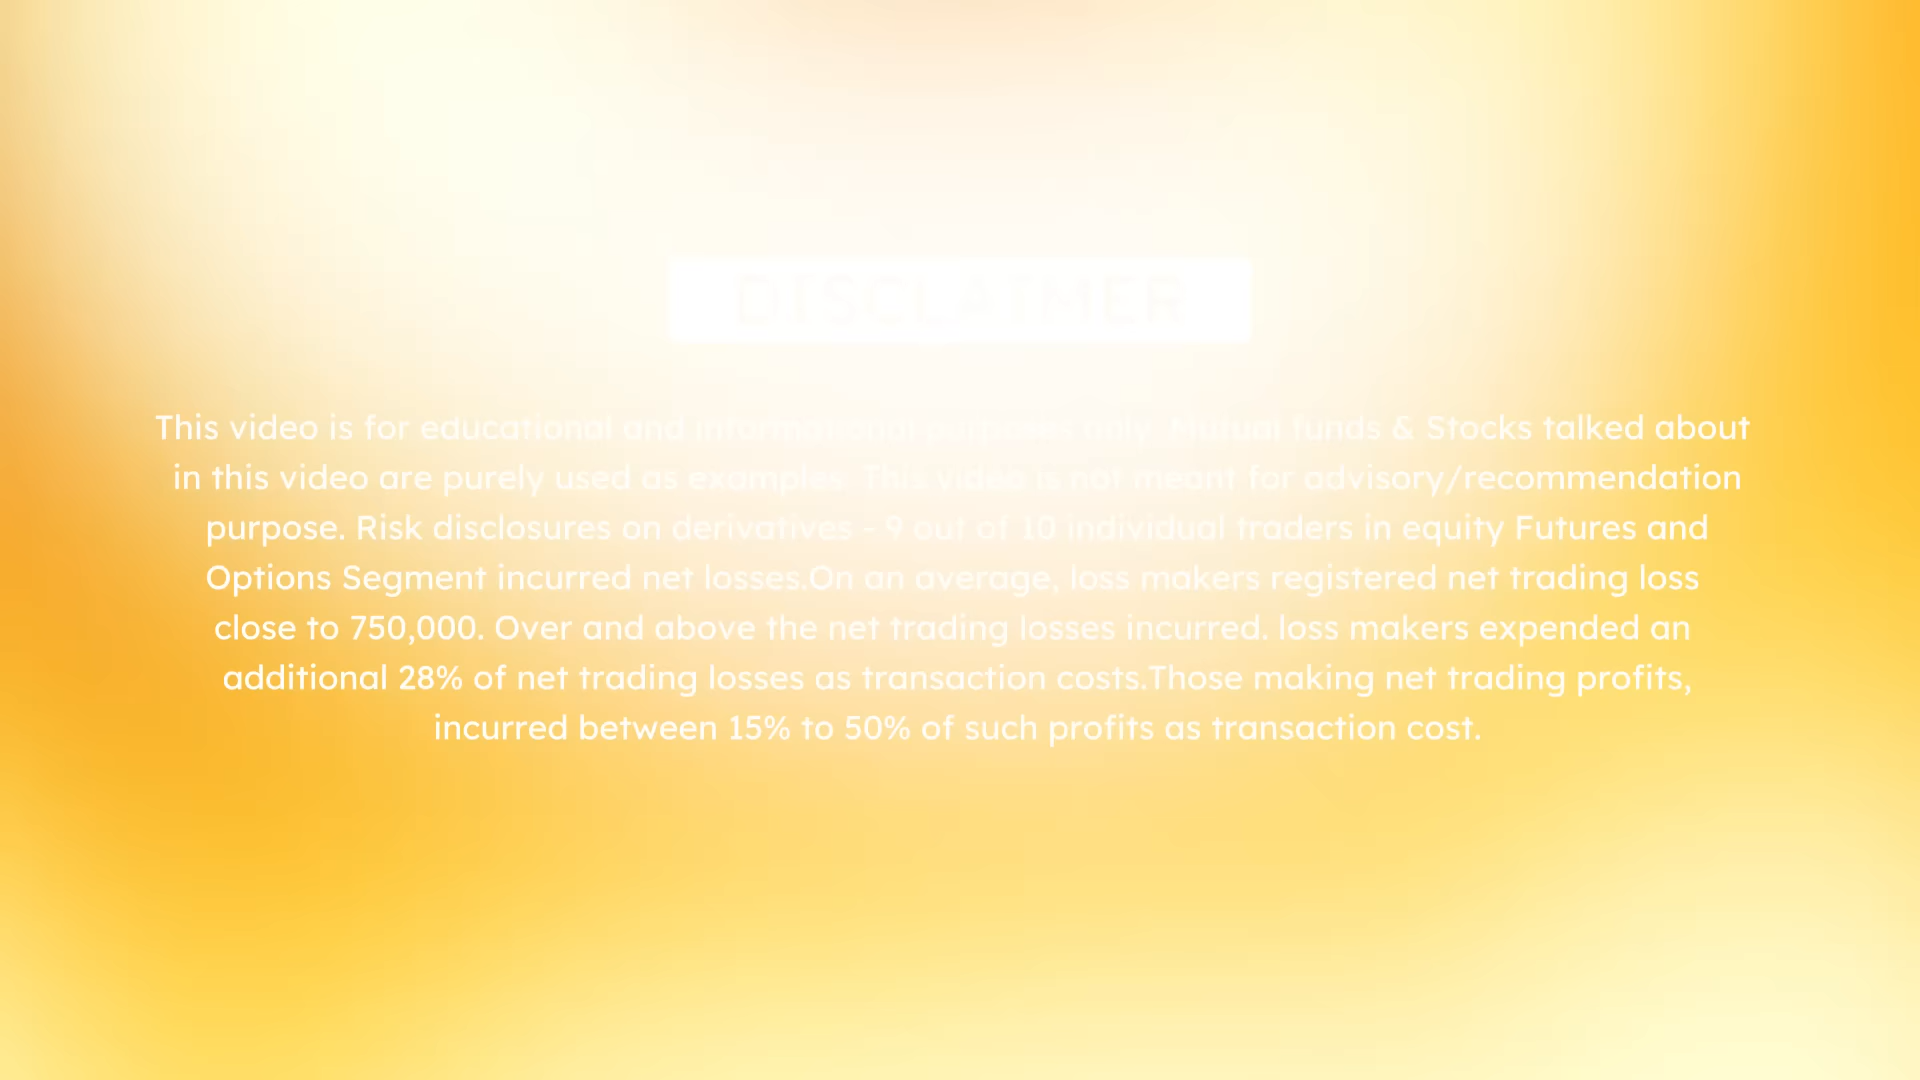 DISCLAIMER
This video is for educational and informational purposes only. Mutual funds & Stocks talked about
in this video are purely used as examples. This video is not meant for advisory/recommendation
purpose. Risk disclosures on derivatives - 9 out of 10 individual traders in equity Futures and
Options Segment incurred net losses.On an average, loss makers registered net trading loss
close to 750,000. Over and above the net trading losses incurred. loss makers expended an
additional 28% of net trading losses as transaction costs.Those making net trading profits,
incurred between 15% to 50% of such profits as transaction cost.